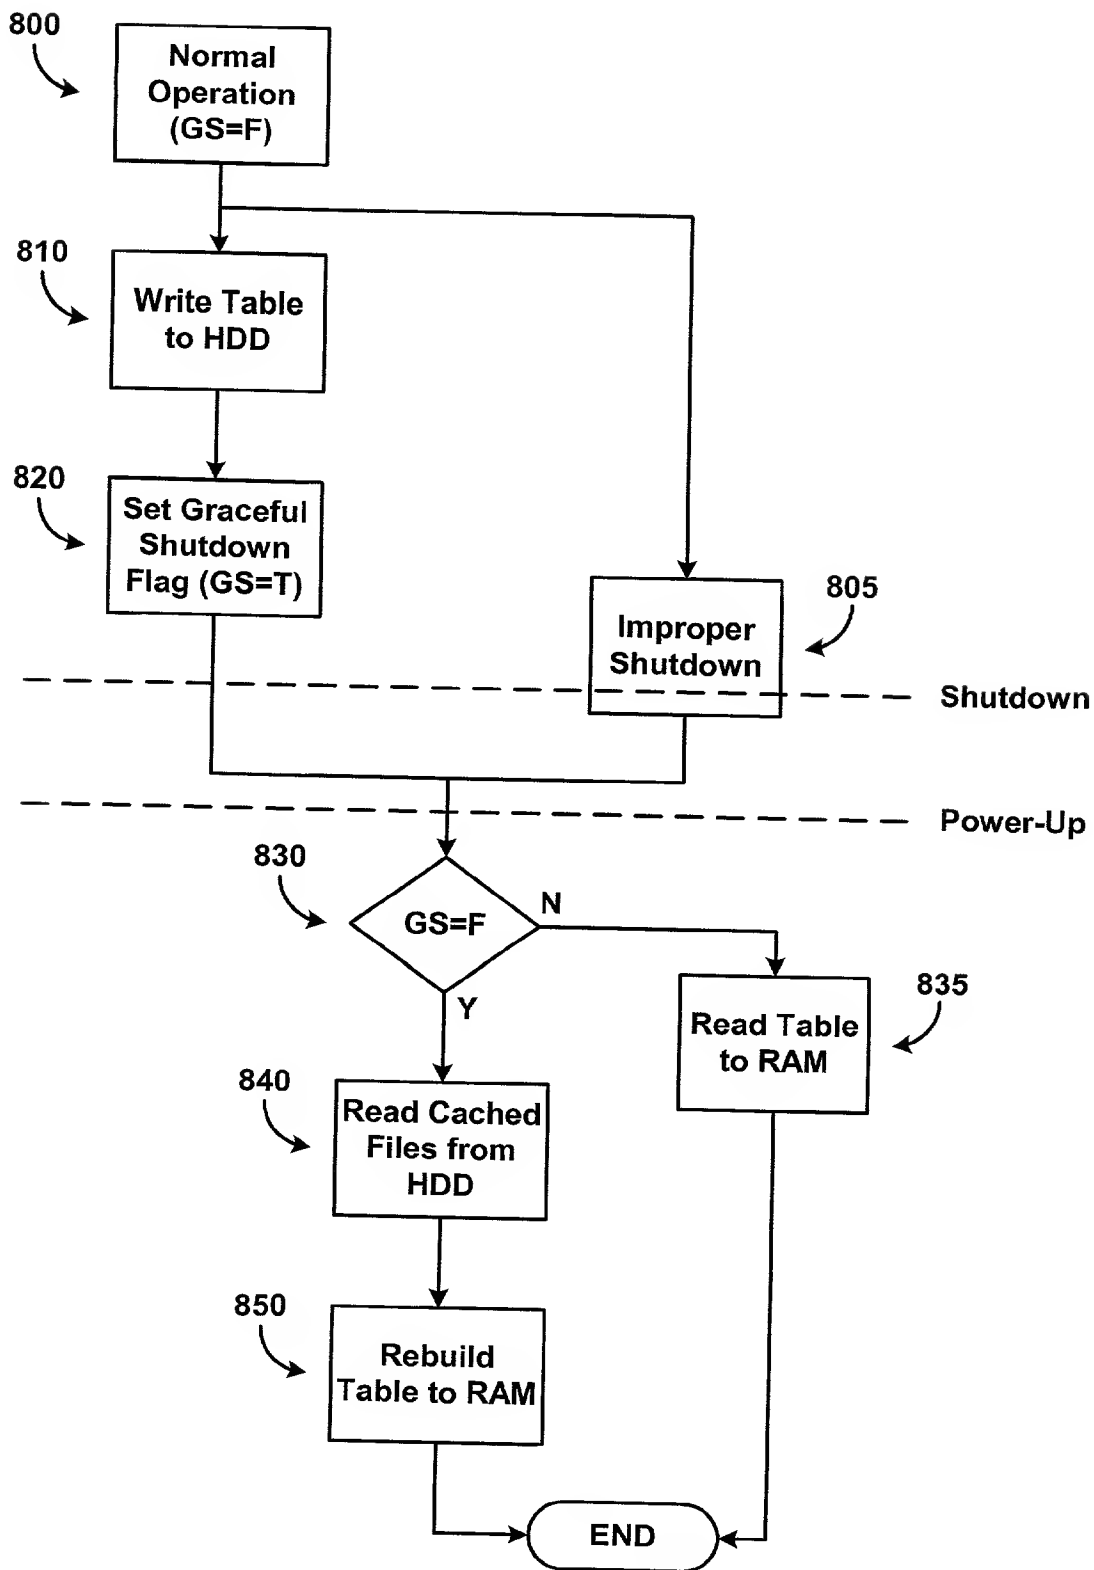 800
Normal
Operation
(GS=F)
810
Write Table
to HDD
820
Set Graceful
Shutdown
Flag (GS=T)
805
Improper
Shutdown
Shutdown
Power-Up
830
GS=F
N
Y
835
Read Table
to RAM
840
Read Cached
Files from
HDD
850
Rebuild
Table to RAM
END